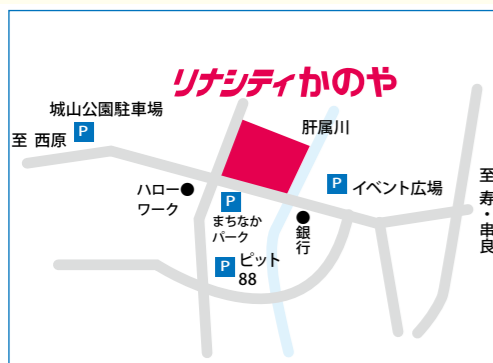 リナシティかのや
城山公園駐車場
P
至 西原
肝属川
ハロー
ワーク
P
まちなか
パーク
P
イベント広場
銀行
至 寿・串良
P
ピット
88